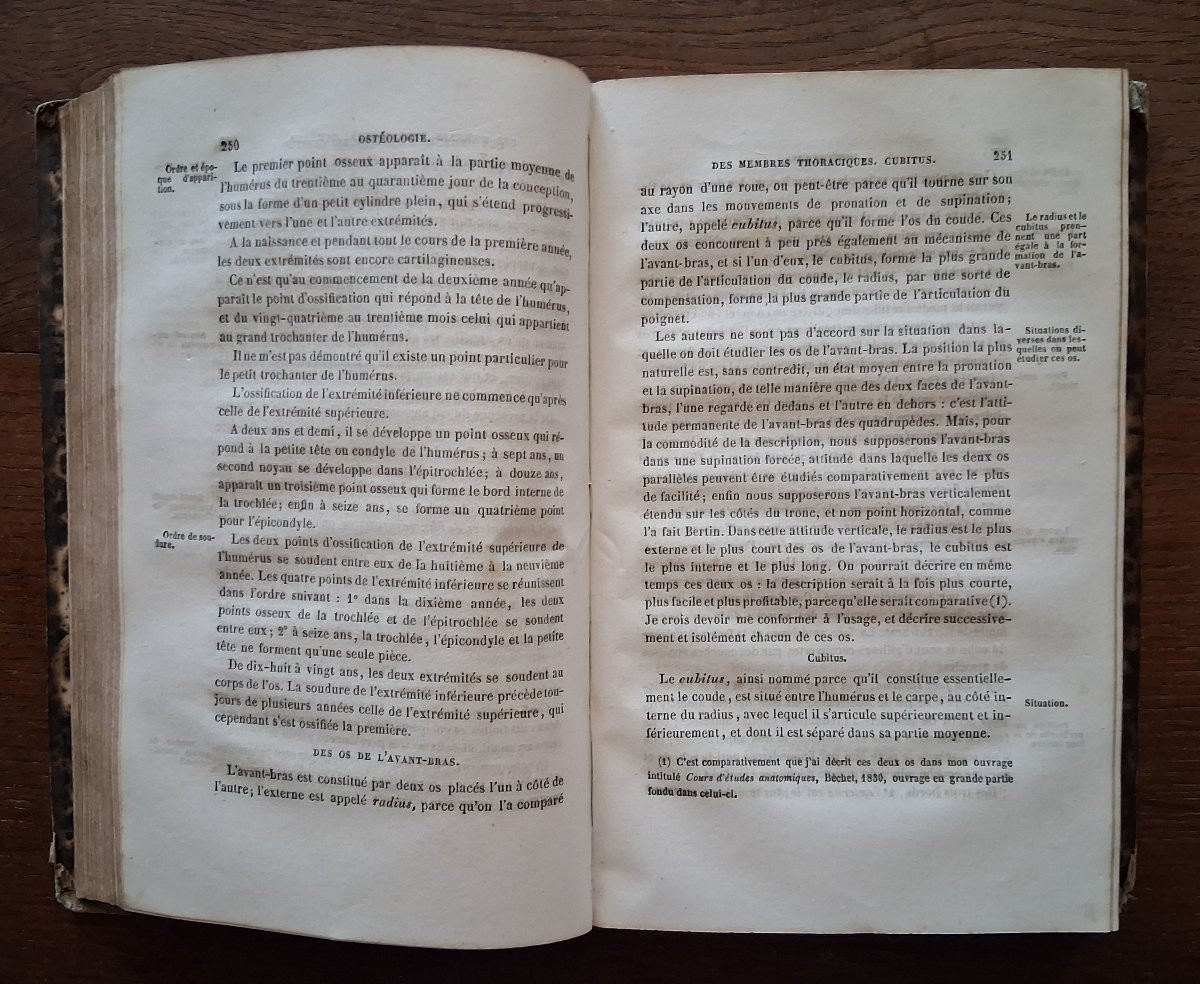 250
OSTÉOLOGIE.
Ordre et épo-
que d'appari-
tion.
Le premier point osseux apparaît à la partie moyenne de
l'humérus du trentième au quarantième jour de la conception,
sous la forme d'un petit cylindre plein, qui s'étend progressi-
vement vers l'une et l'autre extrémités.
A la naissance et pendant tout le cours de la première année,
les deux extrémités sont encore cartilagineuses.
Ce n'est qu'au commencement de la deuxième année qu'ap-
paraît le point d'ossification qui répond à la tête de l'humérus,
et du vingt-quatrième au trentième mois celui qui appartient
au grand trochanter de l'humérus.
Il ne m'est pas démontré qu'il existe un point particulier pour
le petit trochanter de l'humérus.
L'ossification de l'extrémité inférieure ne commence qu'après
celle de l'extrémité supérieure.
A deux ans et demi, il se développe un point osseux qui ré-
pond à la petite tête ou condyle de l'humérus; à sept ans, un
second noyau se développe dans l'épitrochlée; à douze ans,
apparaît un troisième point osseux qui forme le bord interne de
la trochlée; enfin à seize ans, se forme un quatrième point
pour l'épicondyle.
Ordre de sou-
dure.
Les deux points d'ossification de l'extrémité supérieure de
l'humérus se soudent entre eux de la huitième à la neuvième
année. Les quatre points de l'extrémité inférieure se réunissent
dans l'ordre suivant : 1° dans la dixième année, les deux
points osseux de la trochlée et de l'épitrochlée se soudent
entre eux; 2° à seize ans, la trochlée, l'épicondyle et la petite
tête ne forment qu'une seule pièce.
De dix-huit à vingt ans, les deux extrémités se soudent au
corps de l'os. La soudure de l'extrémité inférieure précède tou-
jours de plusieurs années celle de l'extrémité supérieure, qui
cependant s'est ossifiée la première.
DES OS DE L'AVANT-BRAS.
L'avant-bras est constitué par deux os placés l'un à côté de
l'autre; l'externe est appelé radius, parce qu'on l'a comparé
DES MEMBRES THORACIQUES. CUBITUS.
251
au rayon d'une roue, ou peut-être parce qu'il tourne sur son
axe dans les mouvements de pronation et de supination;
l'autre, appelé cubitus, parce qu'il forme l'os du coude. Ces
deux os concourent à peu près également au mécanisme de
l'avant-bras, et si l'un d'eux, le cubitus, forme la plus grande
partie de l'articulation du coude, le radius, par une sorte de
compensation, forme la plus grande partie de l'articulation du
poignet.
Le radius et le
cubitus pren-
nent une part
égale à la for-
mation de l'a-
vant-bras.
Les auteurs ne sont pas d'accord sur la situation dans la-
quelle on doit étudier les os de l'avant-bras. La position la plus
naturelle est, sans contredit, un état moyen entre la pronation
et la supination, de telle manière que des deux faces de l'avant-
bras, l'une regarde en dedans et l'autre en dehors : c'est l'atti-
tude permanente de l'avant-bras des quadrupèdes. Mais, pour
la commodité de la description, nous supposerons l'avant-bras
dans une supination forcée, attitude dans laquelle les deux os
parallèles peuvent être étudiés comparativement avec le plus
de facilité; enfin nous supposerons l'avant-bras verticalement
étendu sur les côtés du tronc, et non point horizontal, comme
l'a fait Bertin. Dans cette attitude verticale, le radius est le plus
externe et le plus court des os de l'avant-bras, le cubitus est
le plus interne et le plus long. On pourrait décrire en même
temps ces deux os : la description serait à la fois plus courte,
plus facile et plus profitable, parce qu'elle serait comparative (1).
Je crois devoir me conformer à l'usage, et décrire successive-
ment et isolément chacun de ces os.
Situations di-
verses dans les-
quelles on peut
étudier ces os.
Cubitus.
Le cubitus, ainsi nommé parce qu'il constitue essentielle-
ment le coude, est situé entre l'humérus et le carpe, au côté in-
terne du radius, avec lequel il s'articule supérieurement et in-
férieurement, et dont il est séparé dans sa partie moyenne.
Situation.
(1) C'est comparativement que j'ai décrit ces deux os dans mon ouvrage
intitulé Cours d'études anatomiques, Béchet, 1830, ouvrage en grande partie
fondu dans celui-ci.